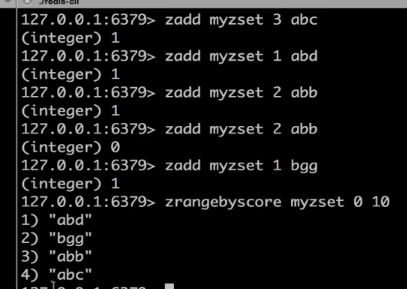 ./redis-cli
127.0.0.1:6379> zadd myzset 3 abc
(integer) 1
127.0.0.1:6379> zadd myzset 1 abd
(integer) 1
127.0.0.1:6379> zadd myzset 2 abb
(integer) 1
127.0.0.1:6379> zadd myzset 2 abb
(integer) 0
127.0.0.1:6379> zadd myzset 1 bgg
(integer) 1
127.0.0.1:6379> zrangebyscore myzset 0 10
1) "abd"
2) "bgg"
3) "abb"
4) "abc"
127.0.0.1:6379>